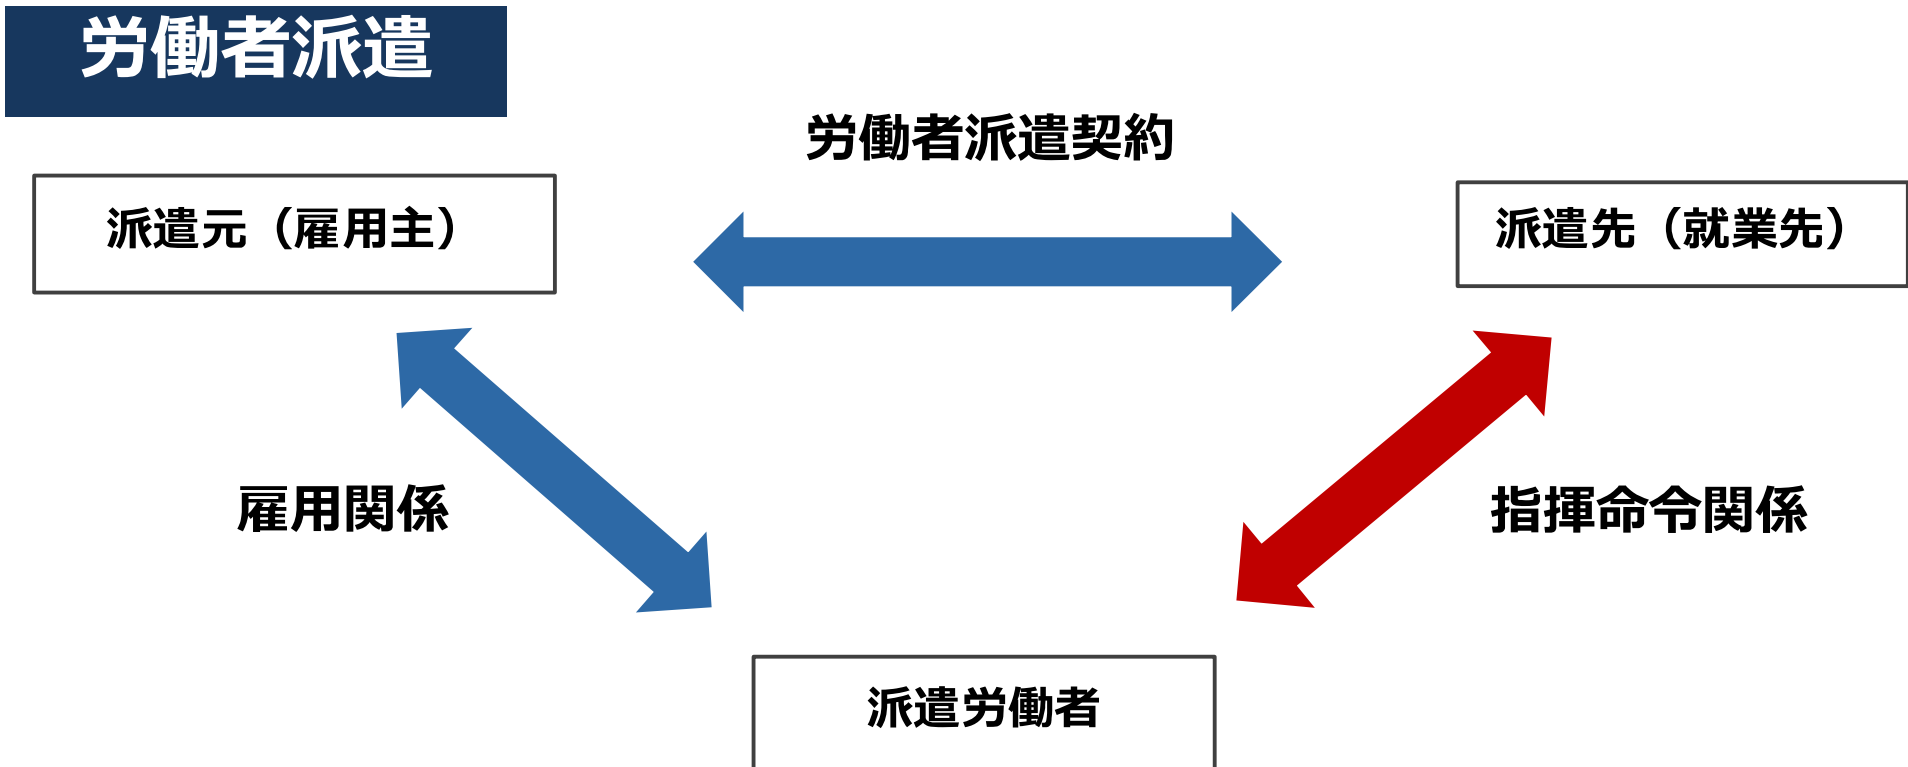 労働者派遣
労働者派遣契約
派遣元（雇用主）
派遣先（就業先）
雇用関係
指揮命令関係
派遣労働者